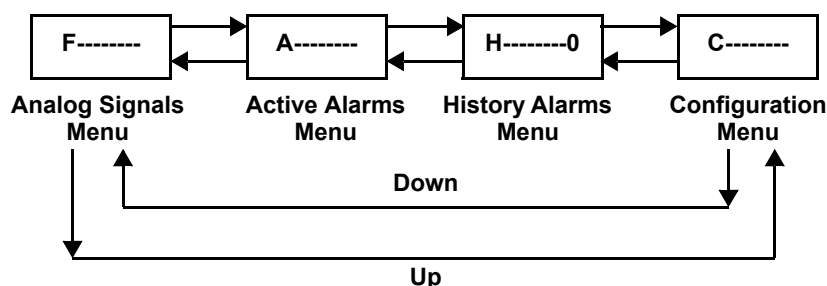 F--------
A--------
H--------0
C--------
Analog Signals
Menu
Active Alarms
Menu
History Alarms
Menu
Configuration
Menu
Down
Up